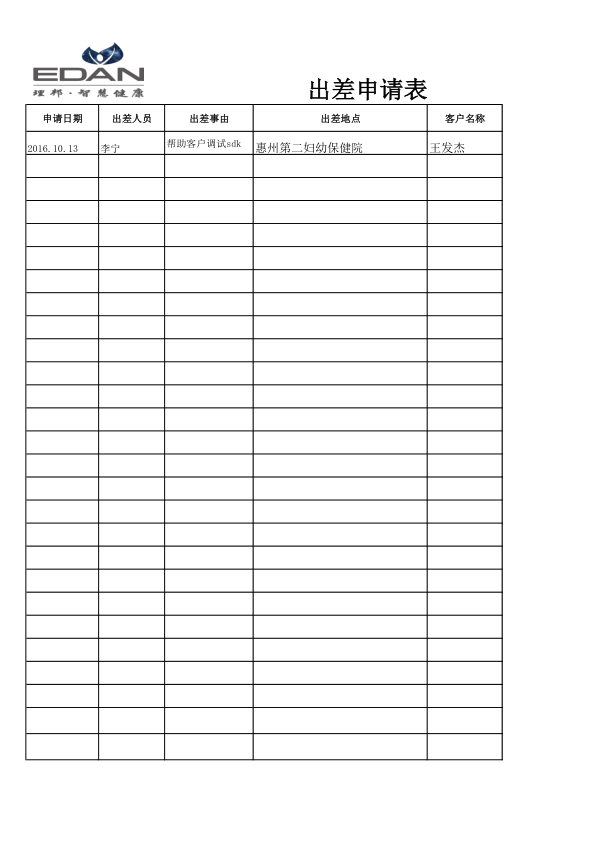 EDAN
理邦·智慧健康
出差申请表
申请日期 出差人员 出差事由 出差地点 客户名称
2016.10.13 李宁 帮助客户调试sdk 惠州第二妇幼保健院 王发杰